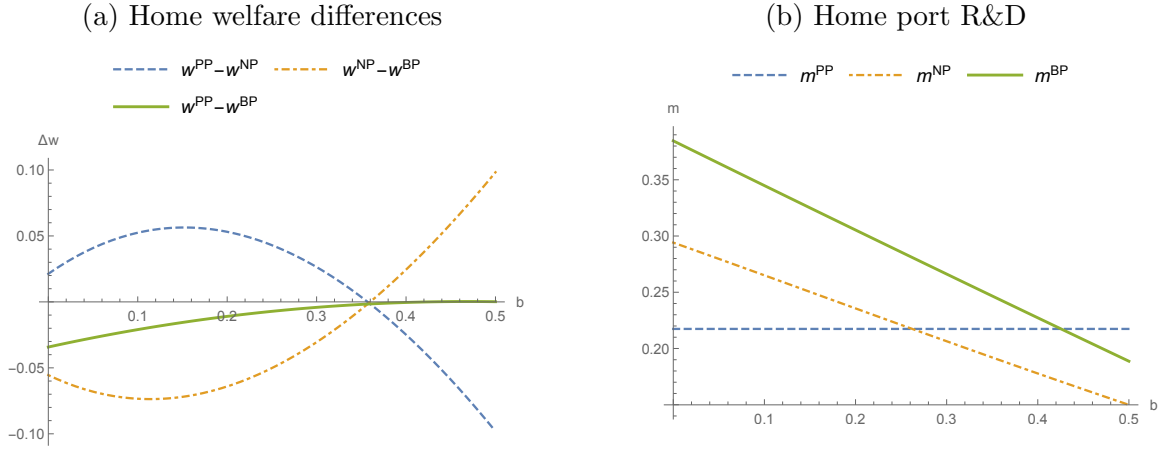 (a) Home welfare differences
w^PP−w^NP w^NP−w^BP
w^PP−w^BP
Δw
0.10
0.05
0.1 0.2 0.3 0.4 0.5 b
−0.05
−0.10
(b) Home port R&D
m^PP m^NP m^BP
m
0.35
0.30
0.25
0.20
0.1 0.2 0.3 0.4 0.5 b